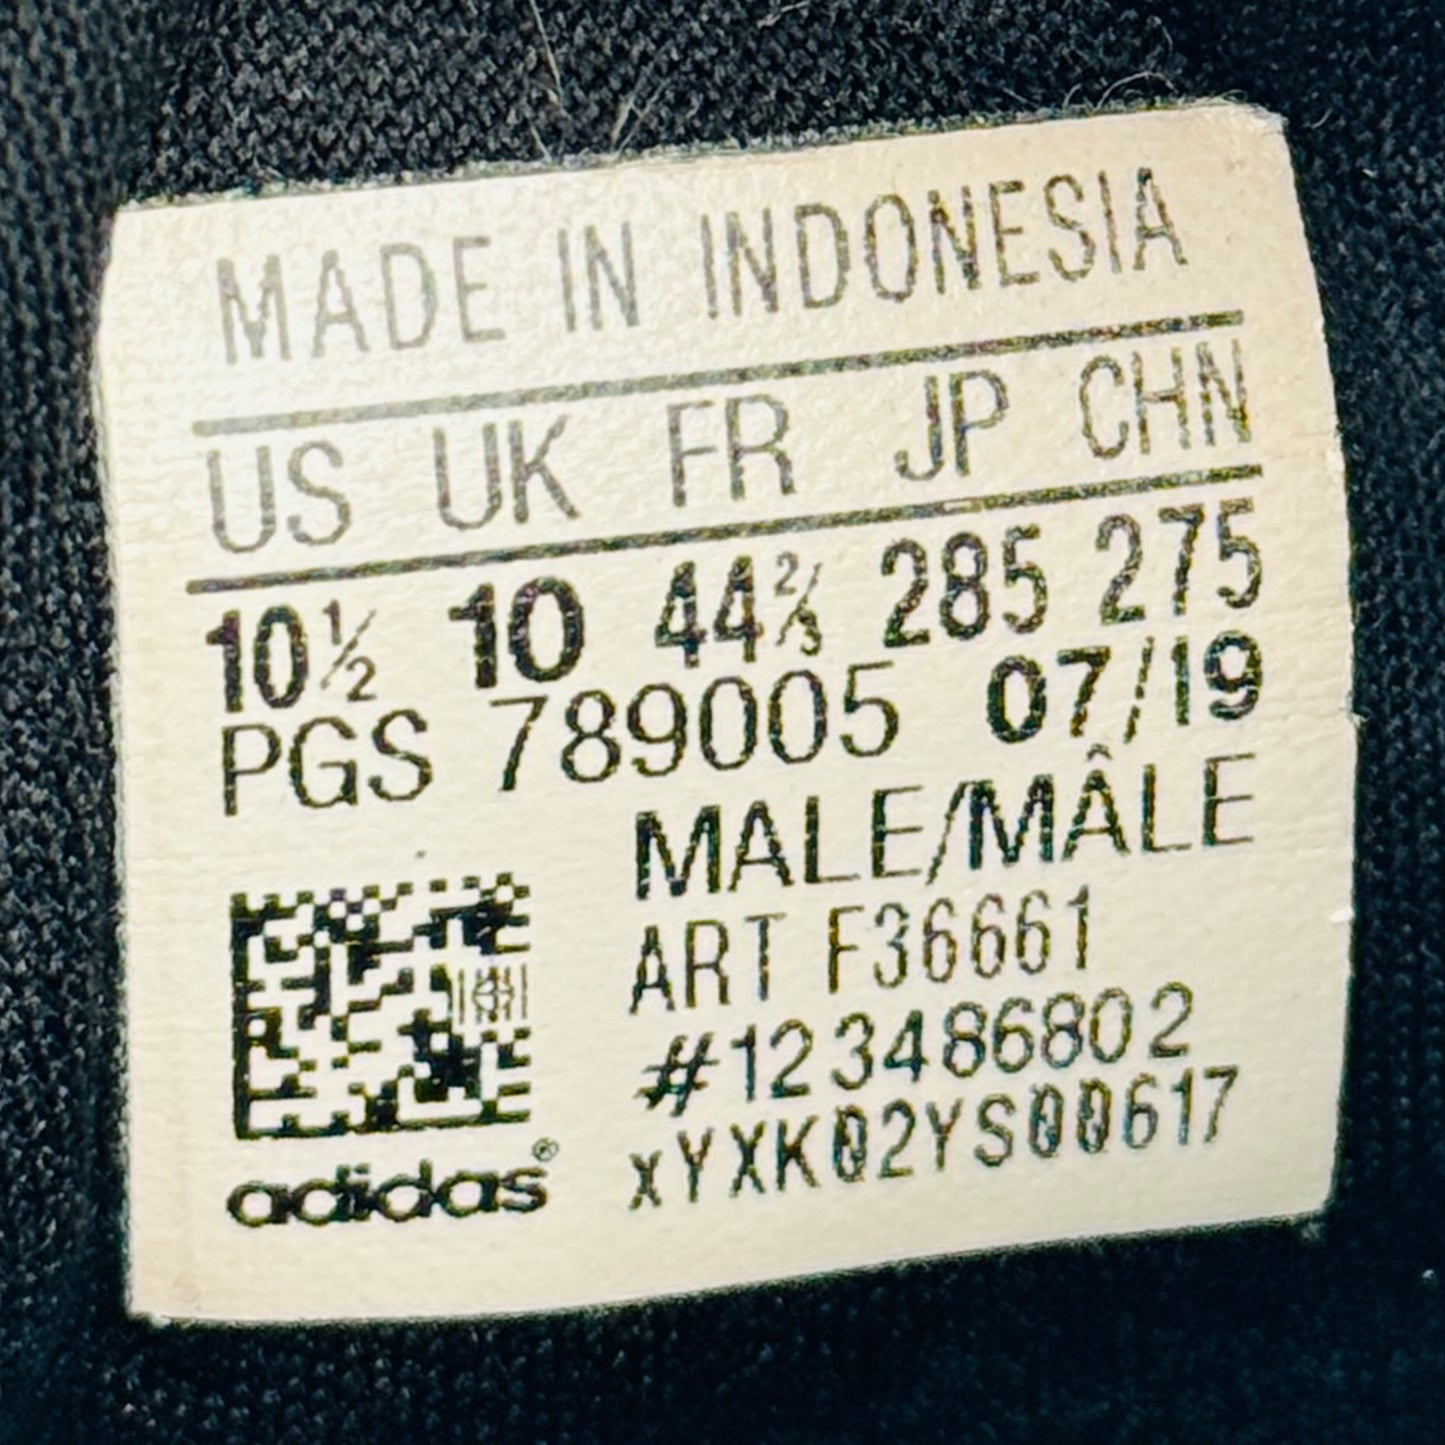 MADE IN INDONESIA
US UK FR JP CHN
10½ 10 44⅔ 285 275
PGS 789005 07/19
MALE/MÂLE
ART F36661
#123486802
xYXK02YS00617
adidas®